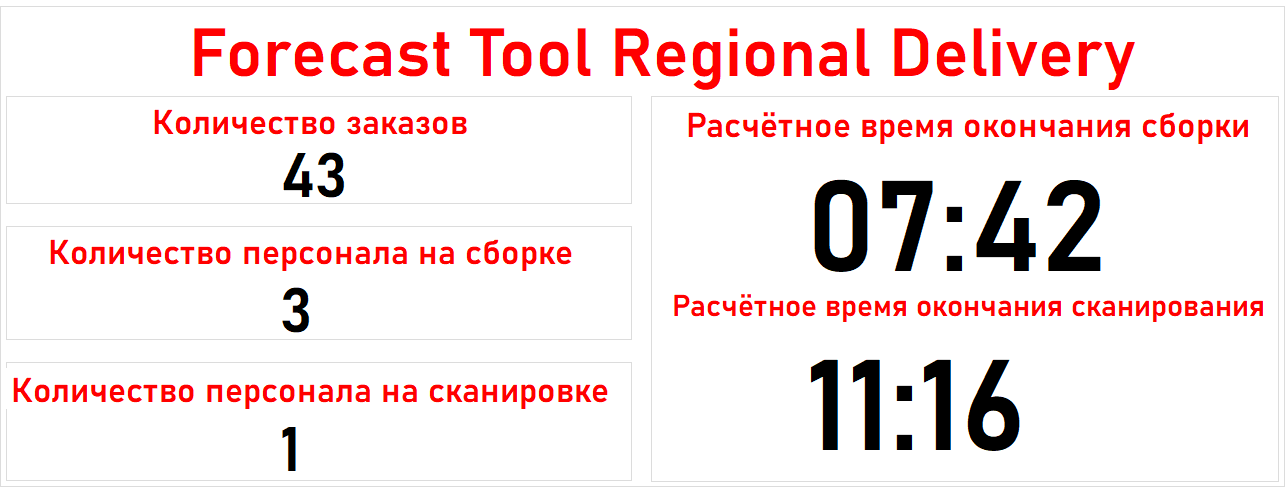 Forecast Tool Regional Delivery
Количество заказов
43
Количество персонала на сборке
3
Количество персонала на сканировке
1
Расчётное время окончания сборки
07:42
Расчётное время окончания сканирования
11:16